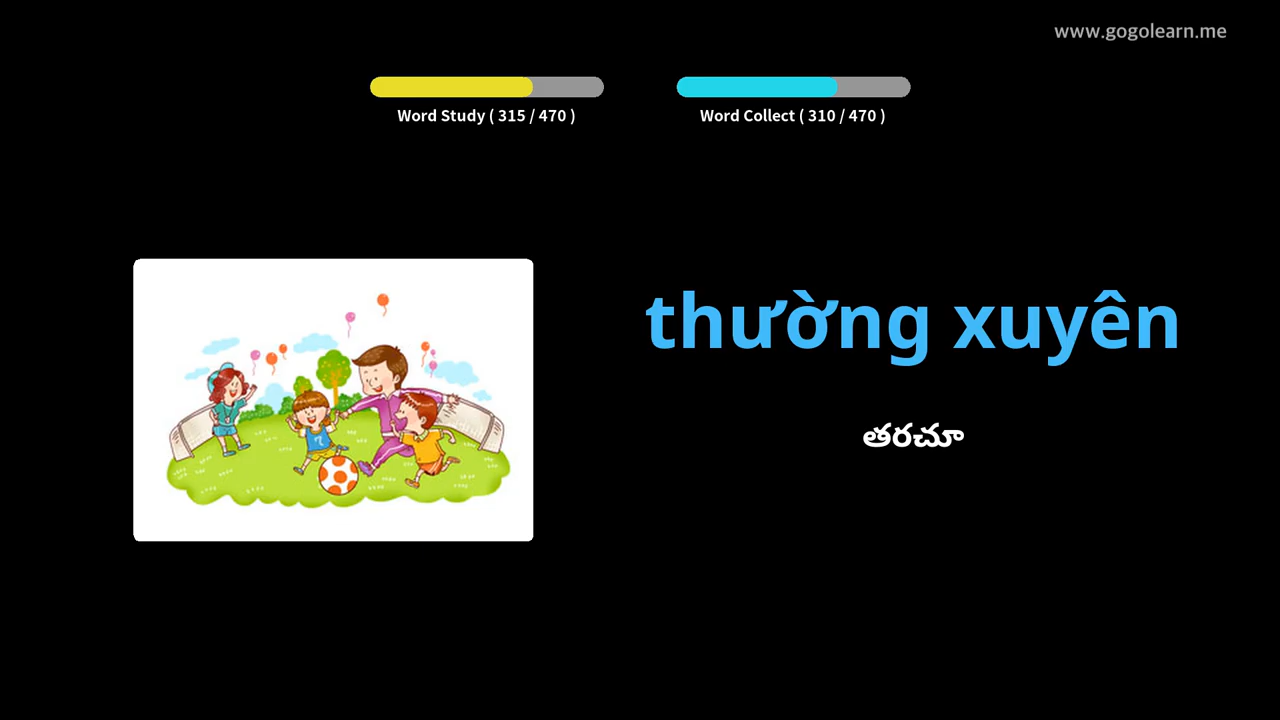 www.gogolearn.me
Word Study ( 315 / 470 )
Word Collect ( 310 / 470 )
thường xuyên
తరచూ